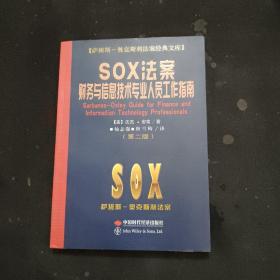 【萨班斯－奥克斯利法案经典文库】
SOX法案
财务与信息技术专业人员工作指南
Sarbanes-Oxley Guide for Finance and
Information Technology Professionals
（第二版）
SOX
萨班斯－奥克斯利法案
中国时代经济出版社
John Wiley & Sons, Ltd.